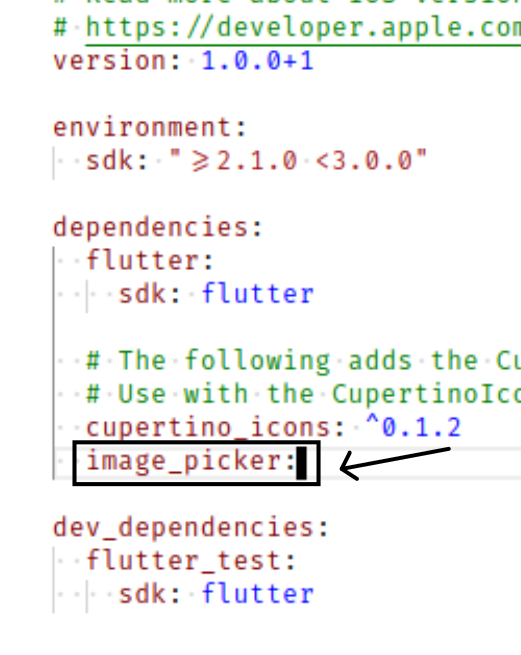 # https://developer.apple.com
version: 1.0.0+1
environment:
sdk: "≥2.1.0 <3.0.0"
dependencies:
flutter:
sdk: flutter
# The following adds the Cu
# Use with the CupertinoIco
cupertino_icons: ^0.1.2
image_picker:
dev_dependencies:
flutter_test:
sdk: flutter